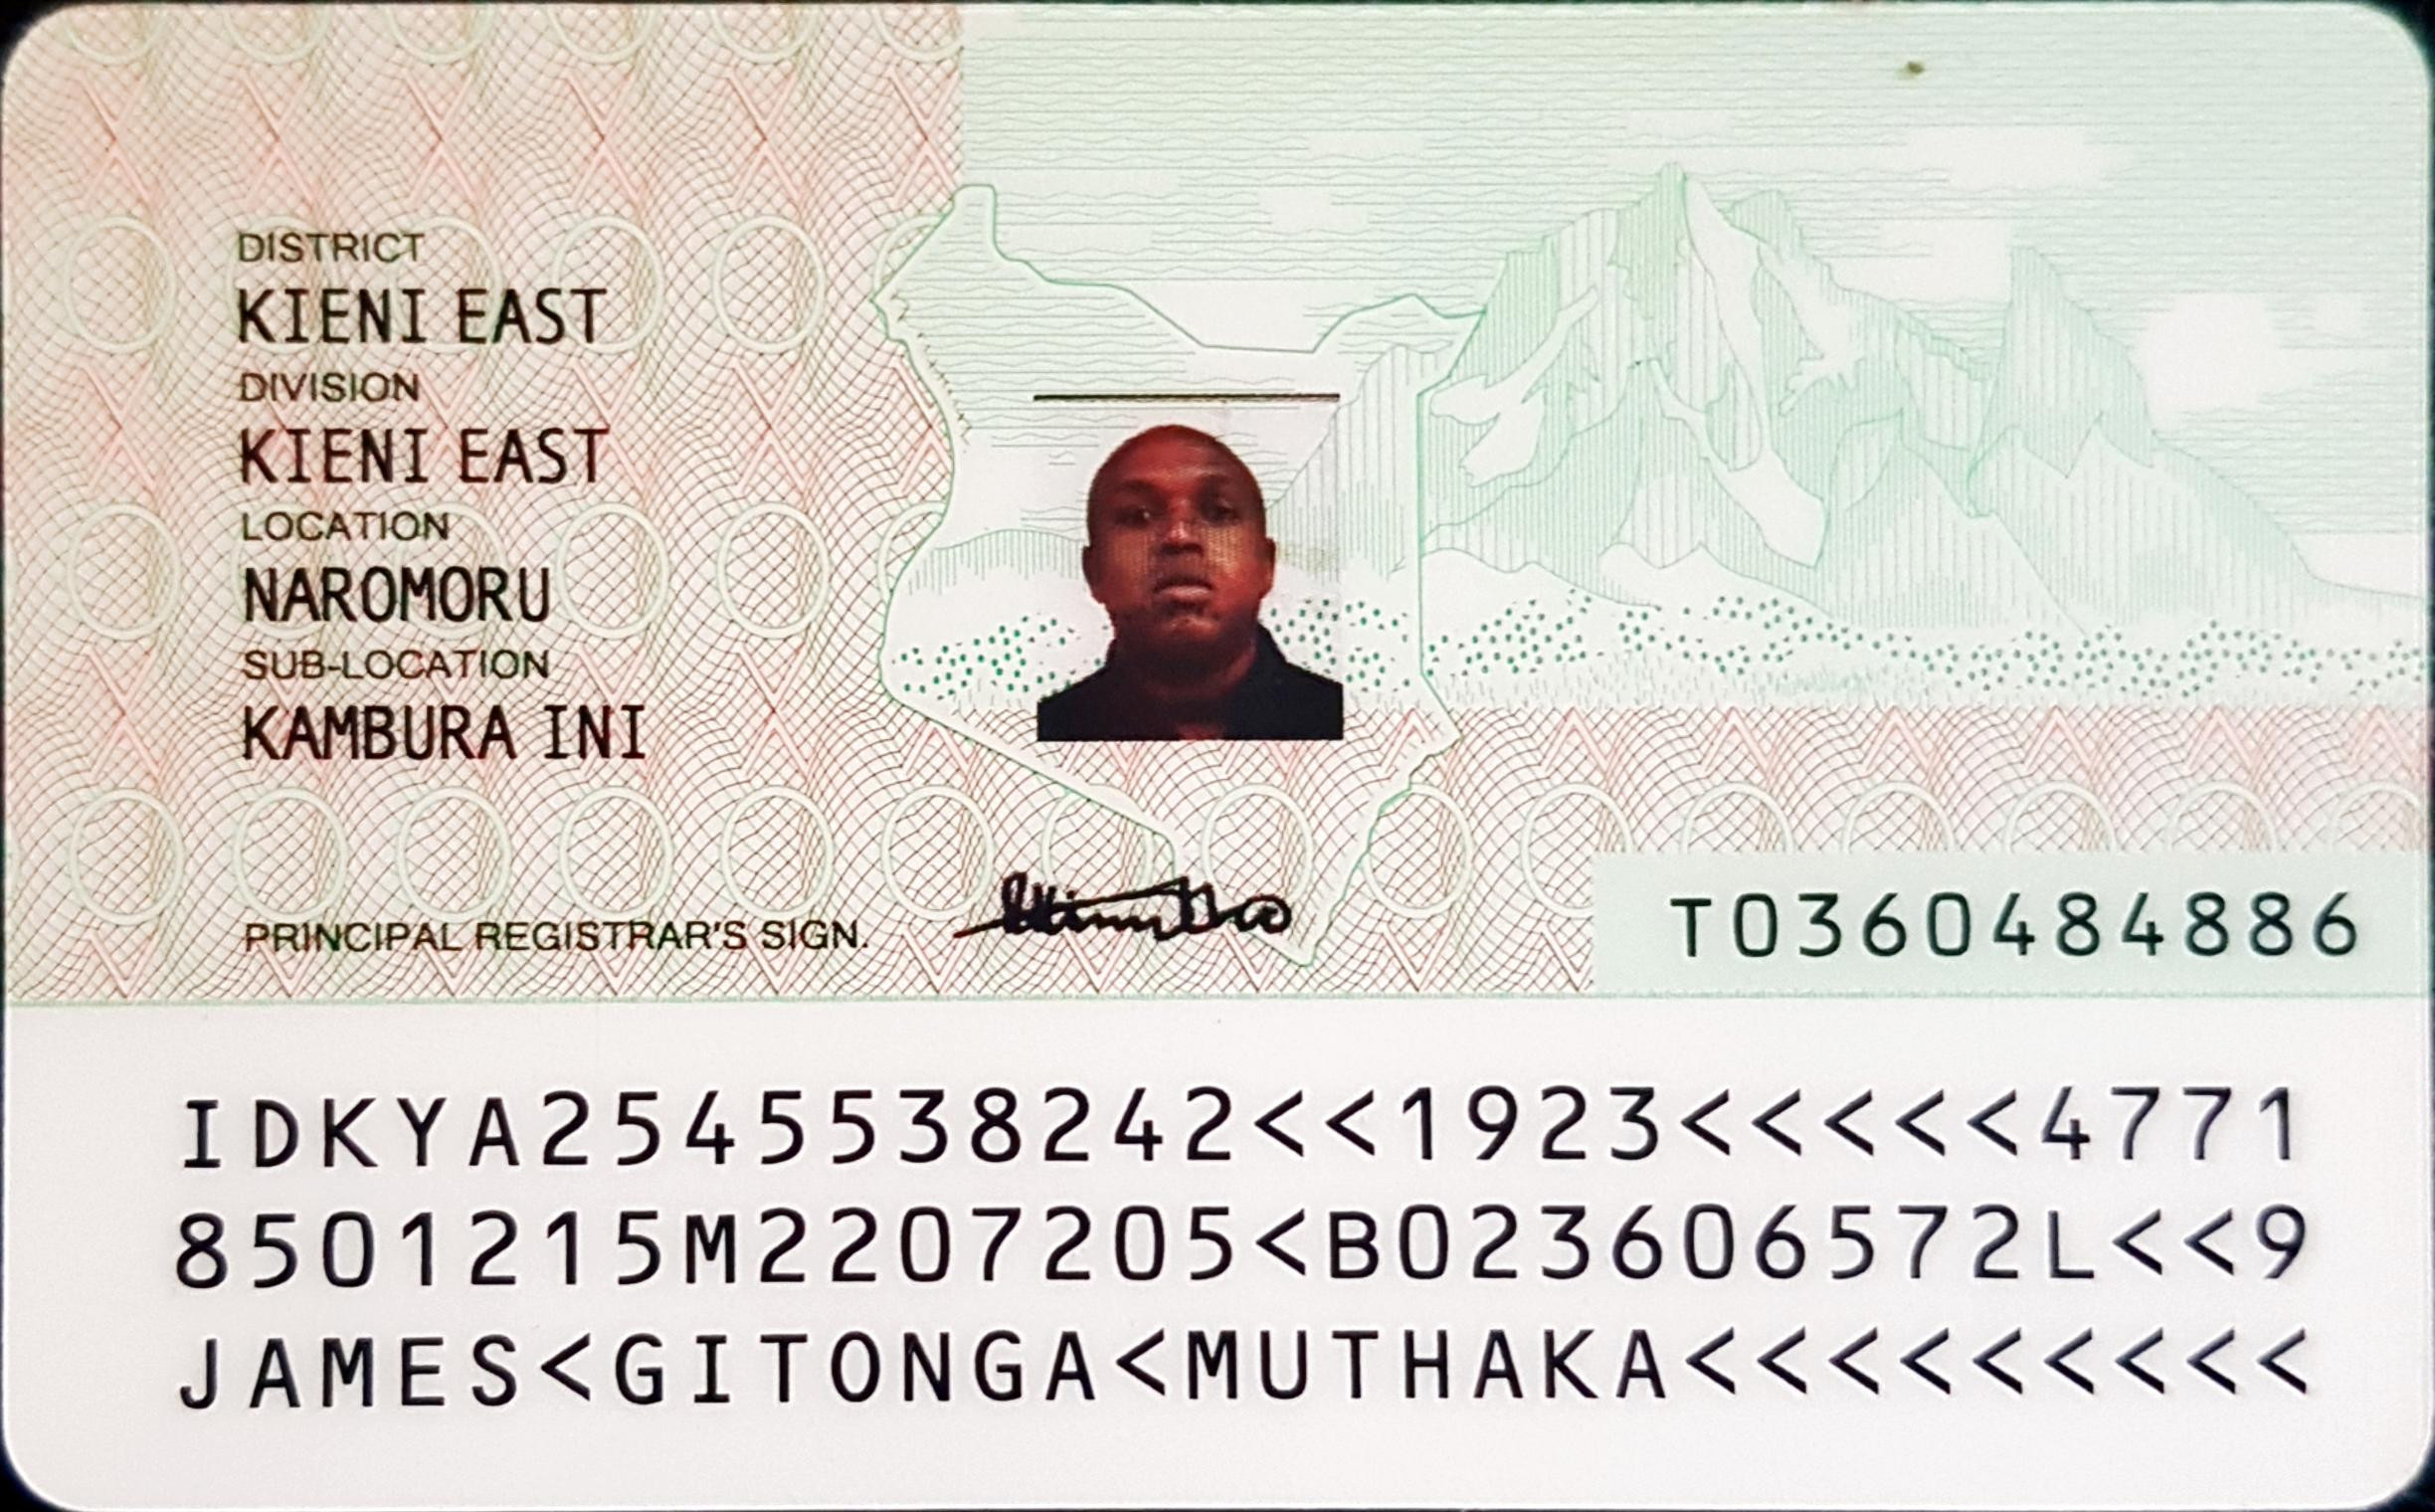 DISTRICT
KIENI EAST
DIVISION
KIENI EAST
LOCATION
NAROMORU
SUB-LOCATION
KAMBURA INI
PRINCIPAL REGISTRAR'S SIGN.
T0360484886
IDKYA2545538242<<1923<<<<<4771
8501215M2207205<B023606572L<<9
JAMES<GITONGA<MUTHAKA<<<<<<<<<